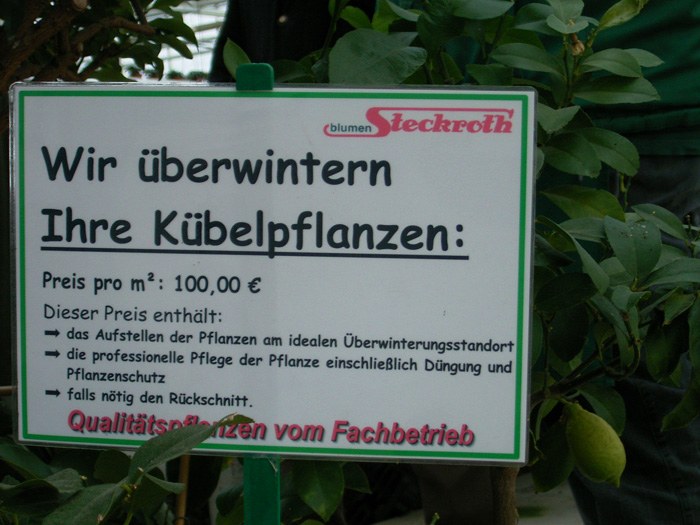 blumen Steckroth
Wir überwintern
Ihre Kübelpflanzen:
Preis pro m²: 100,00 €
Dieser Preis enthält:
➞ das Aufstellen der Pflanzen am idealen Überwinterungsstandort
➞ die professionelle Pflege der Pflanze einschließlich Düngung und
Pflanzenschutz
➞ falls nötig den Rückschnitt.
Qualitätspflanzen vom Fachbetrieb